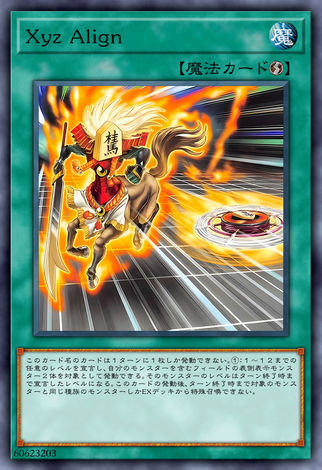 Xyz Align
魔
【魔法カード】
桂馬
このカード名のカードは1ターンに1枚しか発動できない。①:1~12までの
任意のレベルを宣言し、自分のモンスターを含むフィールドの表側表示モンス
ター2体を対象として発動できる。そのモンスターのレベルはターン終了時ま
で宣言したレベルになる。このカードの発動後、ターン終了時まで対象のモンス
ターと同じ種族のモンスターしかEXデッキから特殊召喚できない。
60623203